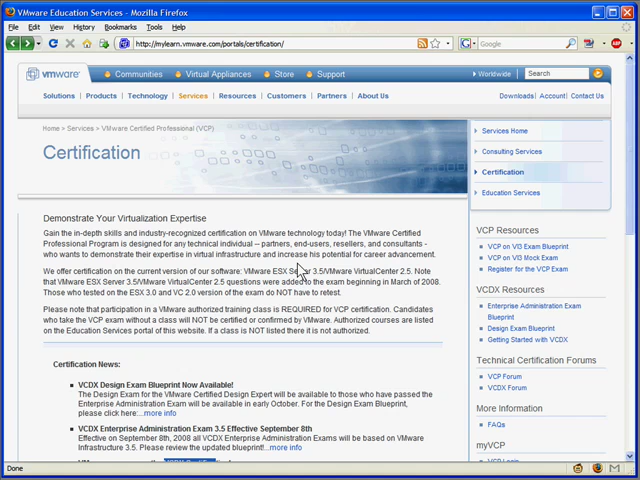 VMware Education Services - Mozilla Firefox
File Edit View History Bookmarks Tools Help
http://mylearn.vmware.com/portals/certification/
Google
vmware
Communities Virtual Appliances Store Support
Worldwide Search
Solutions Products Technology Services Resources Customers Partners About Us
Downloads Account Contact Us
Home > Services > VMware Certified Professional (VCP)
Certification
Services Home
Consulting Services
Certification
Education Services
Demonstrate Your Virtualization Expertise
Gain the in-depth skills and industry-recognized certification on VMware technology today! The VMware Certified
Professional Program is designed for any technical individual -- partners, end-users, resellers, and consultants -
who wants to demonstrate their expertise in virtual infrastructure and increase his potential for career advancement.
We offer certification on the current version of our software: VMware ESX Server 3.5/VMware VirtualCenter 2.5. Note
that VMware ESX Server 3.5/VMware VirtualCenter 2.5 questions were added to the exam beginning in March of 2008.
Those who tested on the ESX 3.0 and VC 2.0 version of the exam do NOT have to retest.
Please note that participation in a VMware authorized training class is REQUIRED for VCP certification. Candidates
who take the VCP exam without a class will NOT be certified or confirmed by VMware. Authorized courses are listed
on the Education Services portal of this website. If a class is NOT listed there it is not authorized.
Certification News:
VCDX Design Exam Blueprint Now Available!
The Design Exam for the VMware Certified Design Expert will be available to those who have passed the
Enterprise Administration Exam will be available in early October. For the Design Exam Blueprint,
please click here:...more info
VCDX Enterprise Administration Exam 3.5 Effective September 8th
Effective on September 8th, 2008 all VCDX Enterprise Administration Exams will be based on VMware
Infrastructure 3.5. Please review the updated blueprint!...more info
VCP Resources
VCP on VI3 Exam Blueprint
VCP on VI3 Mock Exam
Register for the VCP Exam
VCDX Resources
Enterprise Administration Exam
Blueprint
Design Exam Blueprint
Getting Started with VCDX
Technical Certification Forums
VCP Forum
VCDX Forum
More Information
FAQs
myVCP
Done